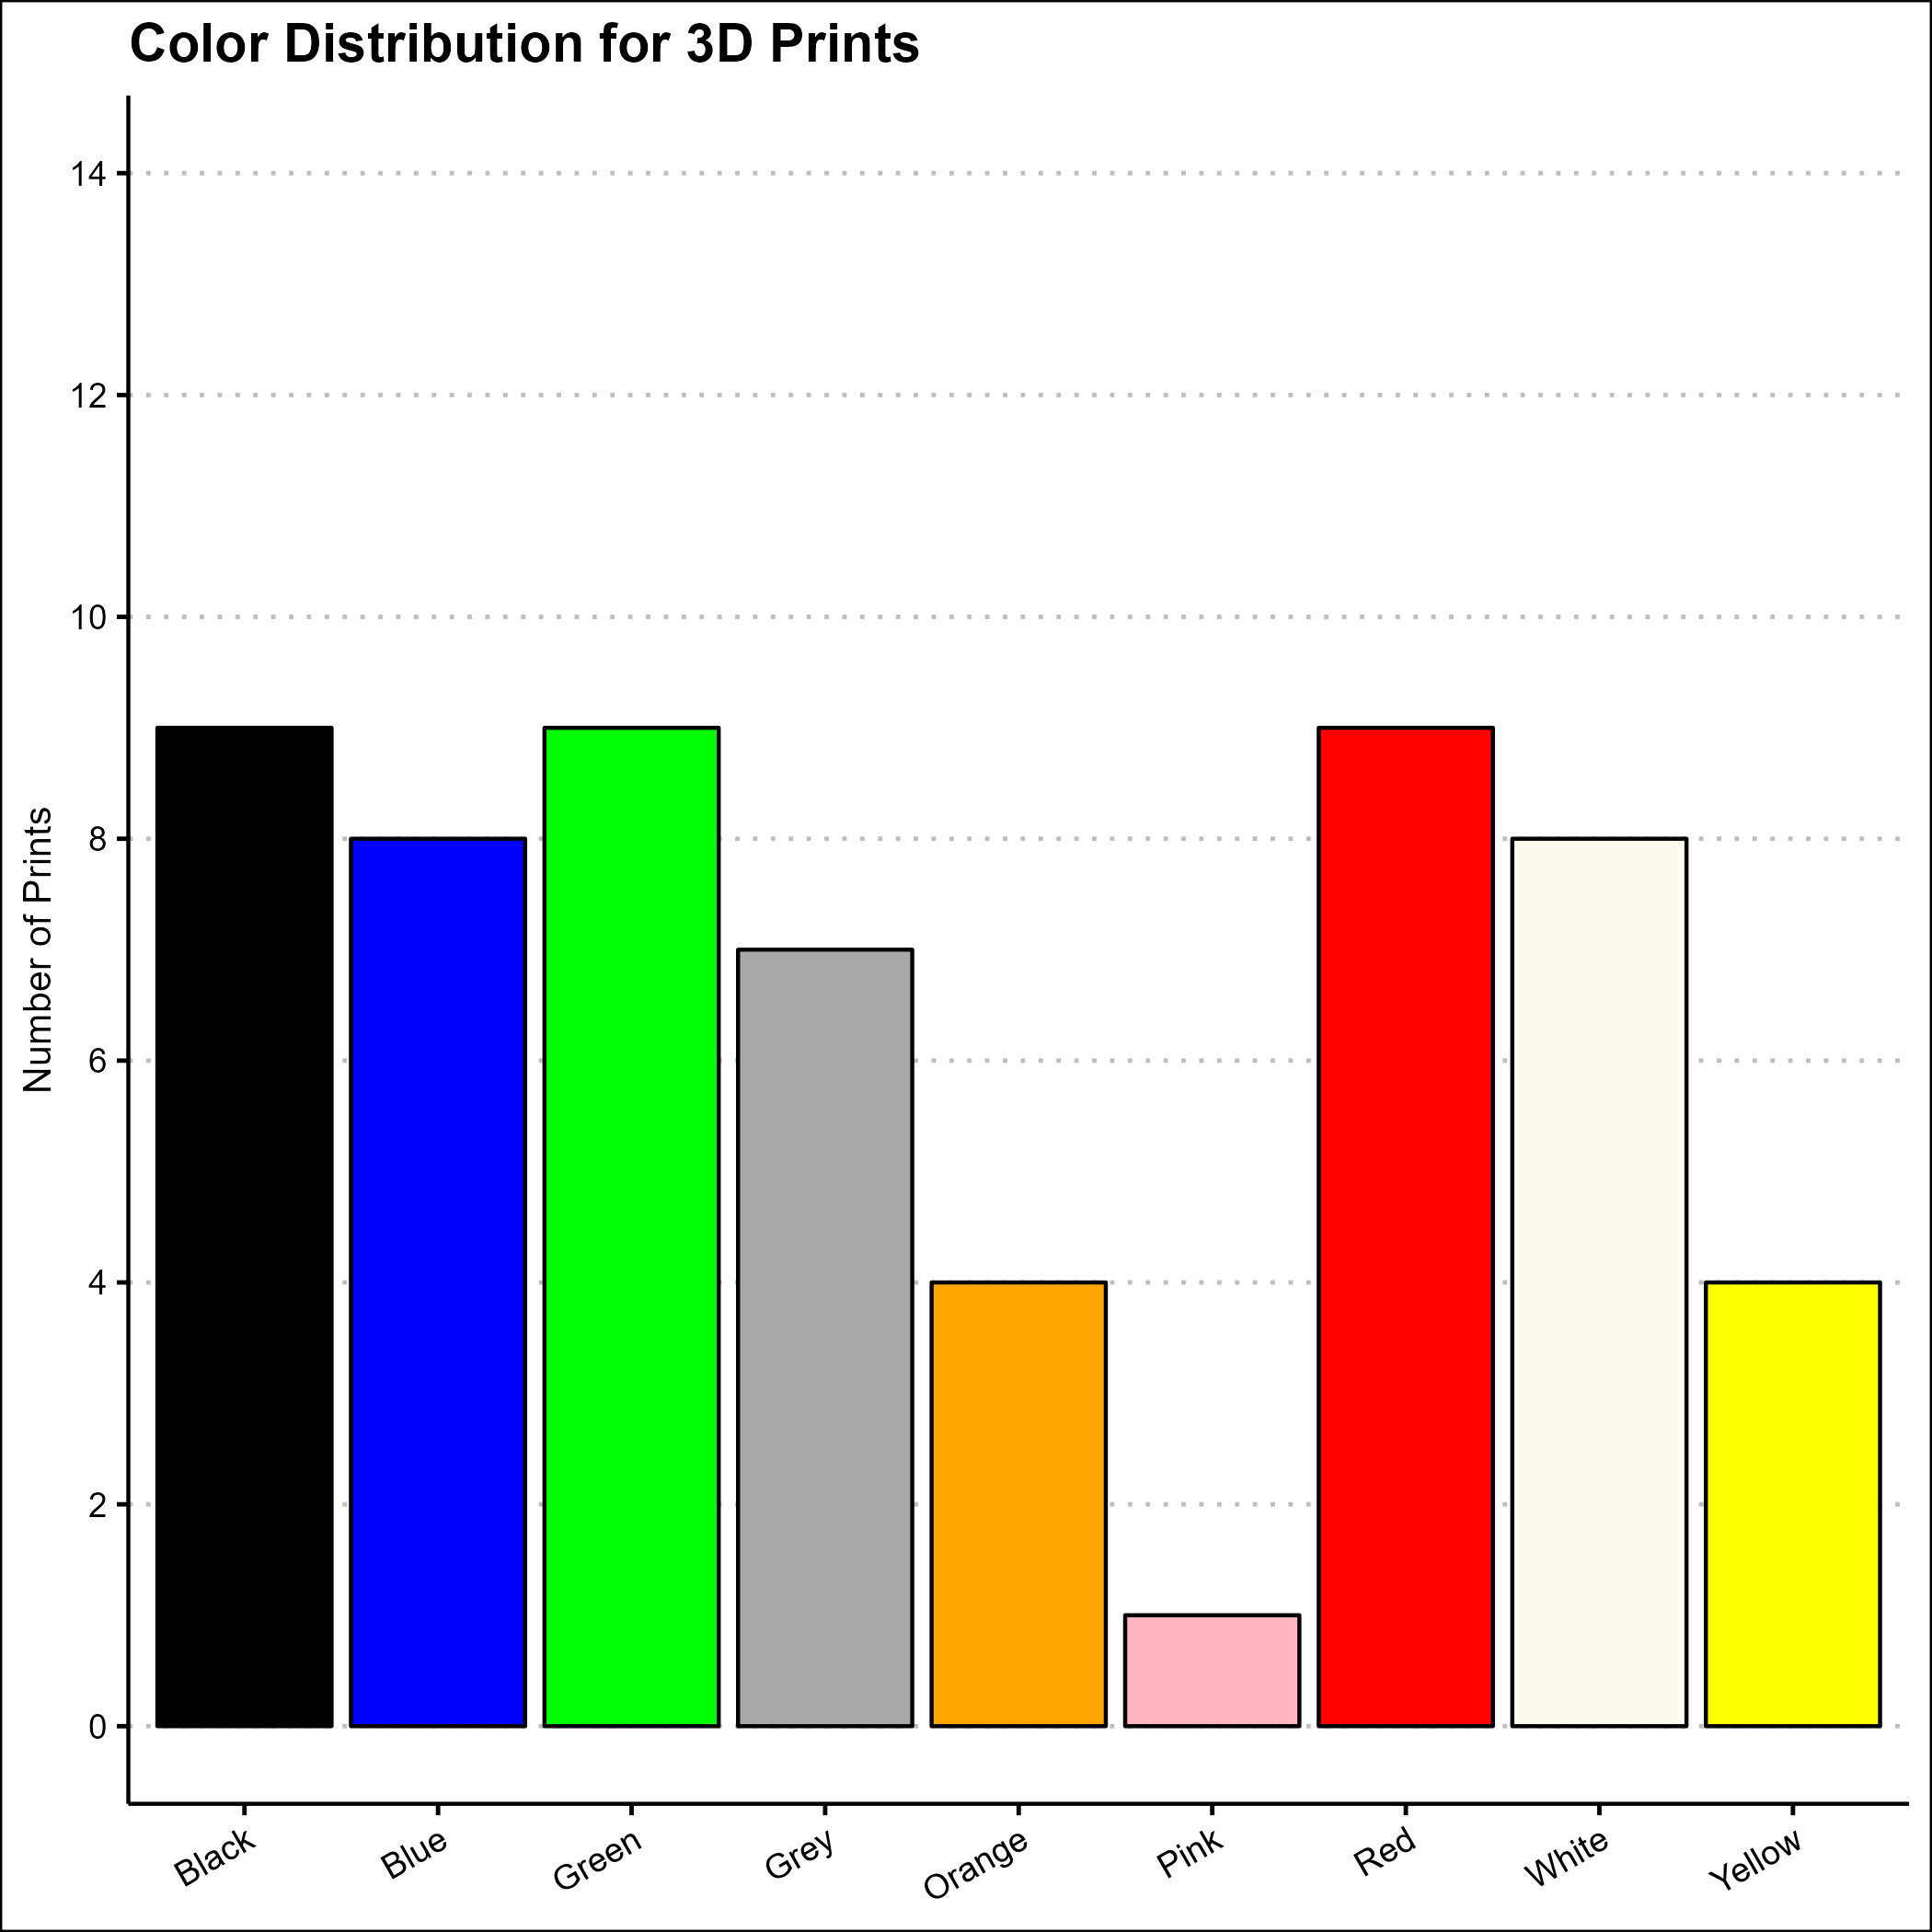 Color Distribution for 3D Prints
14
12
10
8
6
4
2
0
Number of Prints
Black
Blue
Green
Grey
Orange
Pink
Red
White
Yellow